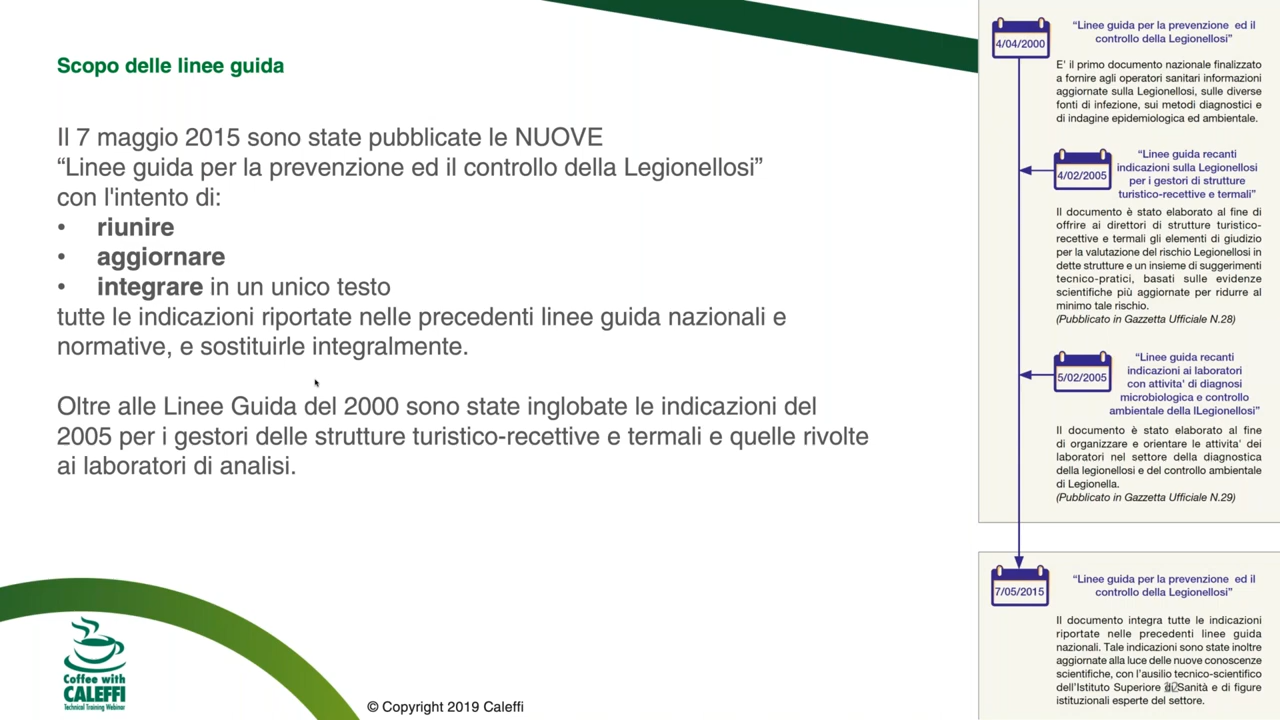 Scopo delle linee guida
Il 7 maggio 2015 sono state pubblicate le NUOVE
“Linee guida per la prevenzione ed il controllo della Legionellosi”
con l'intento di:
• riunire
• aggiornare
• integrare in un unico testo
tutte le indicazioni riportate nelle precedenti linee guida nazionali e
normative, e sostituirle integralmente.
Oltre alle Linee Guida del 2000 sono state inglobate le indicazioni del
2005 per i gestori delle strutture turistico-recettive e termali e quelle rivolte
ai laboratori di analisi.
Coffee with
CALEFFI
Technical Training Webinar
© Copyright 2019 Caleffi
4/04/2000
“Linee guida per la prevenzione ed il
controllo della Legionellosi”
E' il primo documento nazionale finalizzato
a fornire agli operatori sanitari informazioni
aggiornate sulla Legionellosi, sulle diverse
fonti di infezione, sui metodi diagnostici e
di indagine epidemiologica ed ambientale.
4/02/2005
“Linee guida recanti
indicazioni sulla Legionellosi
per i gestori di strutture
turistico-recettive e termali”
Il documento è stato elaborato al fine di
offrire ai direttori di strutture turistico-
recettive e termali gli elementi di giudizio
per la valutazione del rischio Legionellosi in
dette strutture e un insieme di suggerimenti
tecnico-pratici, basati sulle evidenze
scientifiche più aggiornate per ridurre al
minimo tale rischio.
(Pubblicato in Gazzetta Ufficiale N.28)
5/02/2005
“Linee guida recanti
indicazioni ai laboratori
con attivita' di diagnosi
microbiologica e controllo
ambientale della lLegionellosi”
Il documento è stato elaborato al fine
di organizzare e orientare le attivita' dei
laboratori nel settore della diagnostica
della legionellosi e del controllo ambientale
di Legionella.
(Pubblicato in Gazzetta Ufficiale N.29)
7/05/2015
“Linee guida per la prevenzione ed il
controllo della Legionellosi”
Il documento integra tutte le indicazioni
riportate nelle precedenti linee guida
nazionali. Tale indicazioni sono state inoltre
aggiornate alla luce delle nuove conoscenze
scientifiche, con l'ausilio tecnico-scientifico
dell'Istituto Superiore di Sanità e di figure
istituzionali esperte del settore.